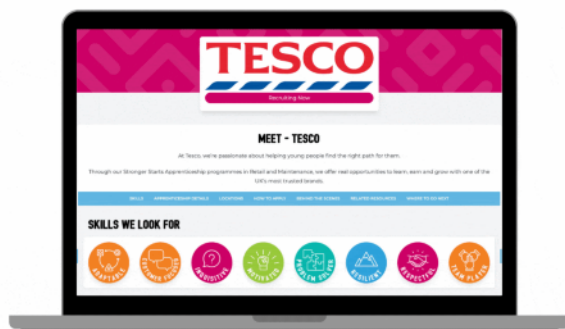 TESCO
Recruiting Now
MEET - TESCO
At Tesco, we're passionate about helping young people find the right path for them.
Through our Stronger Starts Apprenticeship programmes in Retail and Maintenance, we offer real opportunities to learn, earn and grow with one of the
UK's most trusted brands.
SKILLS APPRENTICESHIP DETAILS LOCATIONS HOW TO APPLY BEHIND THE SCENES RELATED RESOURCES WHERE TO GO NEXT
SKILLS WE LOOK FOR
ADAPTABLE CUSTOMER FOCUSED INQUISITIVE MOTIVATED PROBLEM SOLVER RESILIENT RESPECTFUL TEAM PLAYER